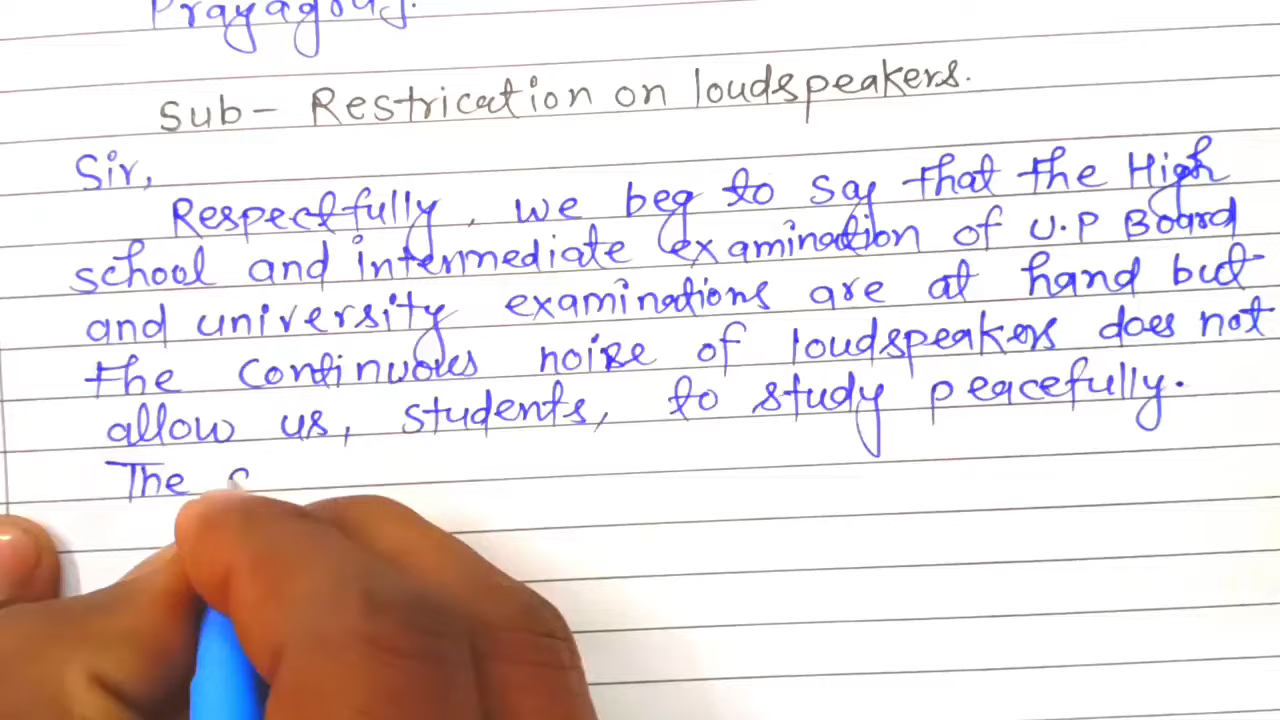 Sub- Restrication on loudspeakers.
Sir,
Respectfully, we beg to say that the High
school and intermediate examination of U.P Board
and university examinations are at hand but
the continuous noise of loudspeakers does not
allow us, students, to study peacefully.
The